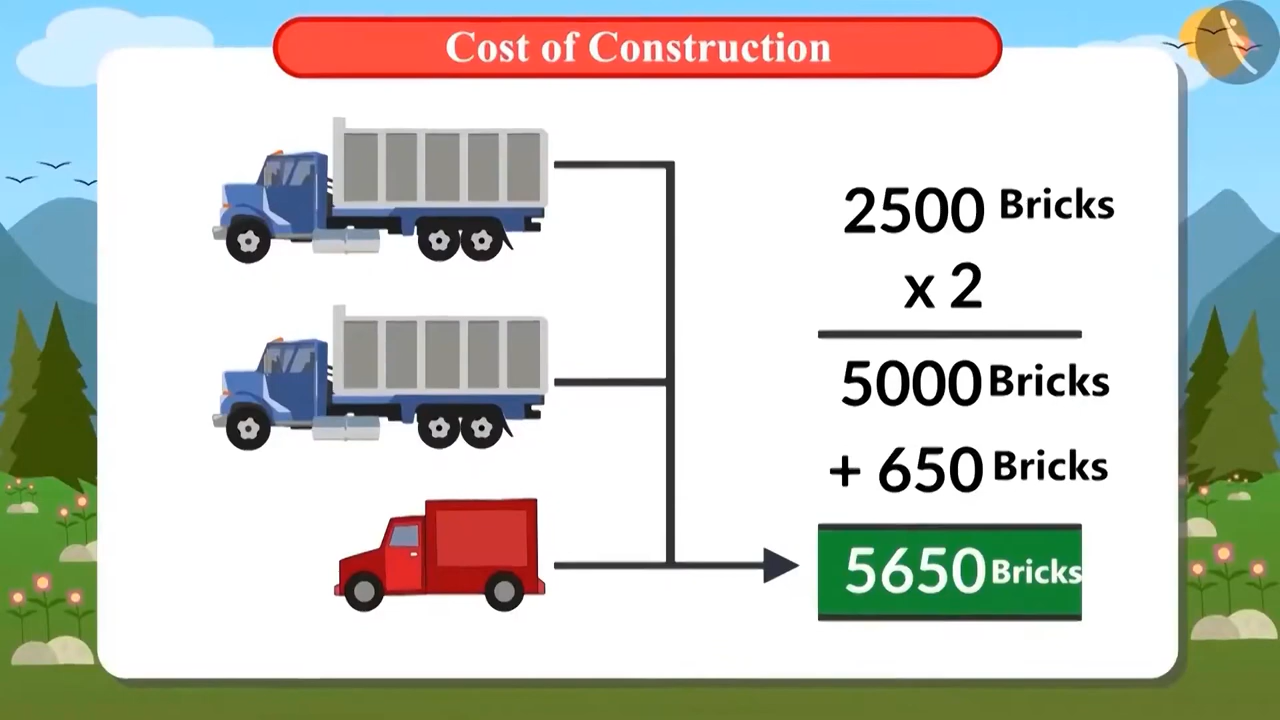 Cost of Construction
2500 Bricks
x 2
5000 Bricks
+ 650 Bricks
5650 Bricks